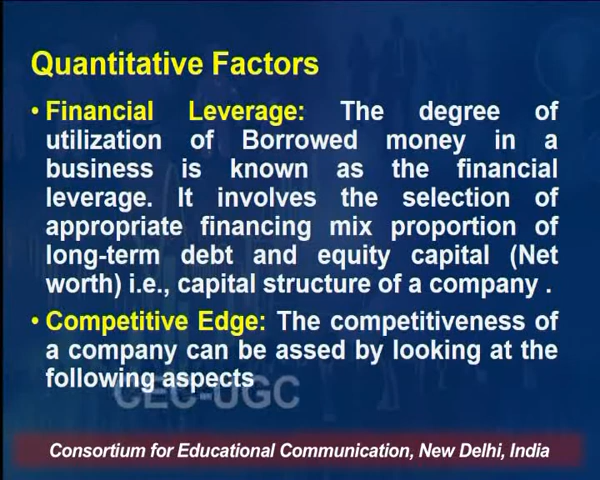 Quantitative Factors
• Financial Leverage: The degree of
utilization of Borrowed money in a
business is known as the financial
leverage. It involves the selection of
appropriate financing mix proportion of
long-term debt and equity capital (Net
worth) i.e., capital structure of a company .
• Competitive Edge: The competitiveness of
a company can be assed by looking at the
following aspects
CEC-UGC
Consortium for Educational Communication, New Delhi, India